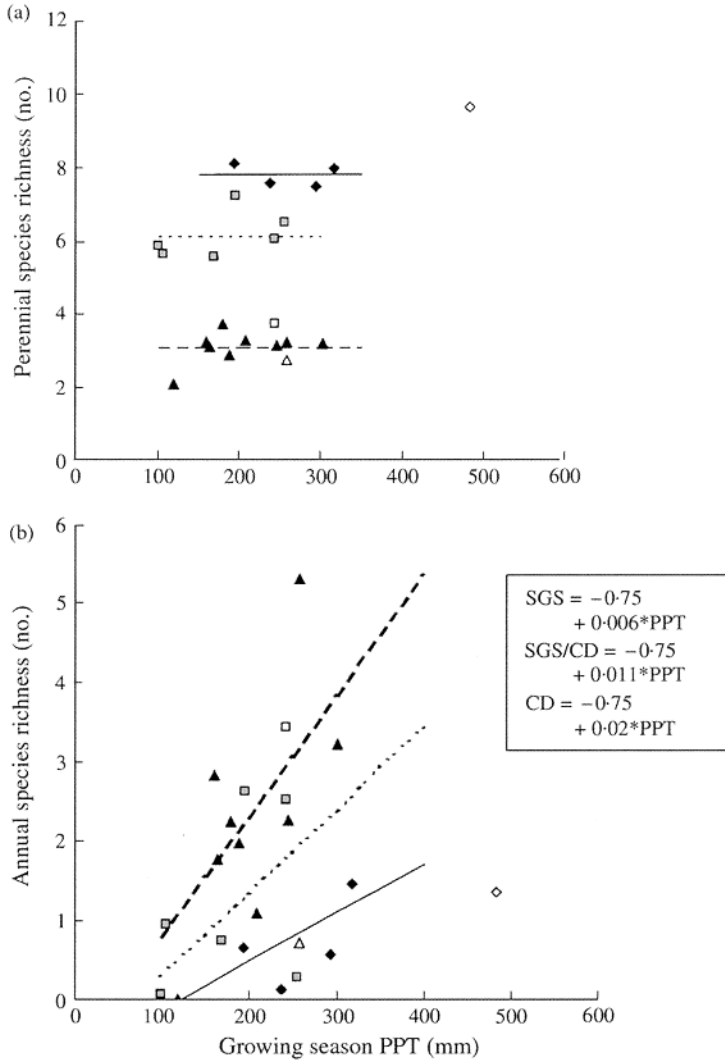 (a)
12
10
8
6
4
2
0
Perennial species richness (no.)
100 200 300 400 500 600
(b)
6
5
4
3
2
1
0
Annual species richness (no.)
100 200 300 400 500 600
Growing season PPT (mm)
SGS = −0·75
+ 0·006*PPT
SGS/CD = −0·75
+ 0·011*PPT
CD = −0·75
+ 0·02*PPT